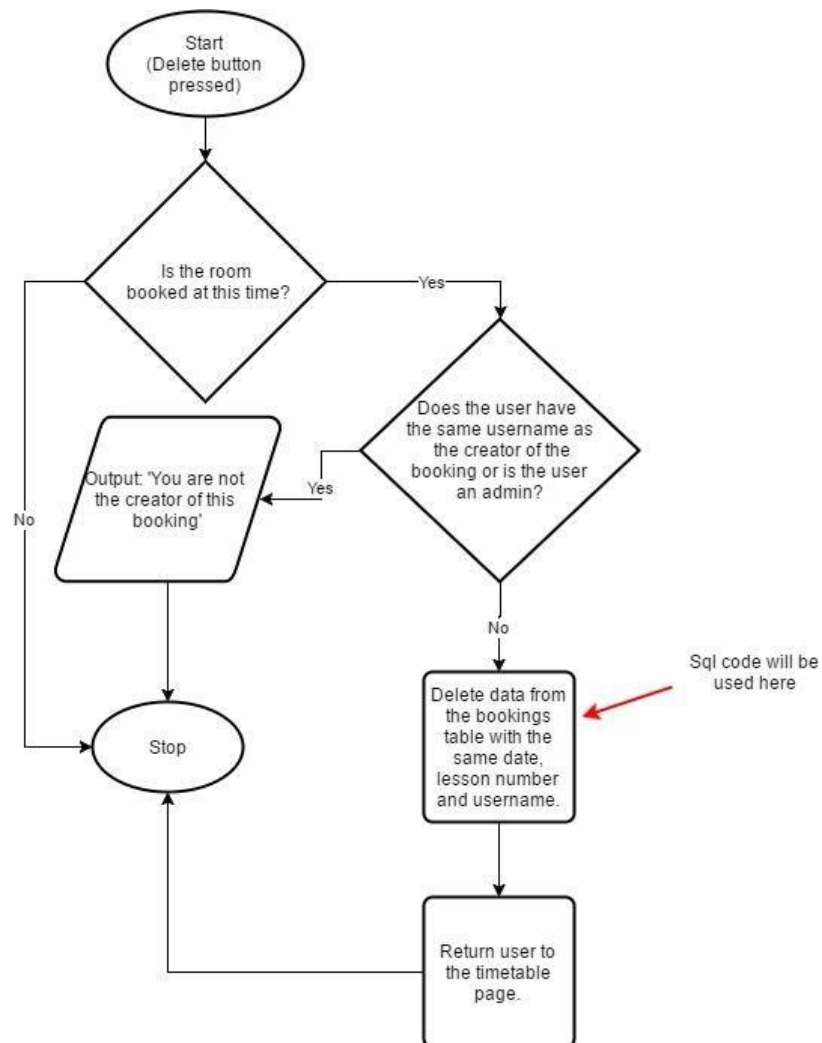 Start
(Delete button
pressed)
Is the room
booked at this time?
Yes
Does the user have
the same username as
the creator of the
booking or is the user
an admin?
Yes
Output: 'You are not
the creator of this
booking'
No
No
Sql code will be
used here
Delete data from
the bookings
table with the
same date,
lesson number
and username.
Stop
Return user to
the timetable
page.